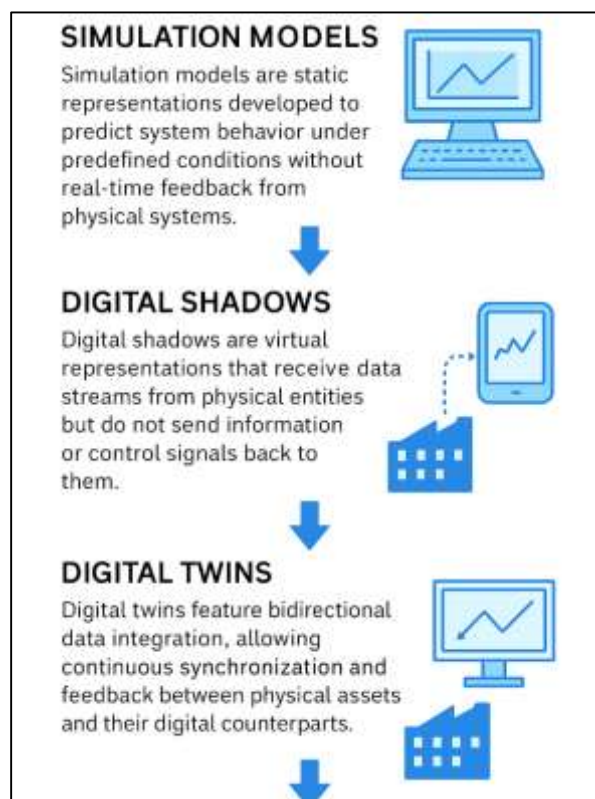 SIMULATION MODELS
Simulation models are static
representations developed to
predict system behavior under
predefined conditions without
real-time feedback from
physical systems.
DIGITAL SHADOWS
Digital shadows are virtual
representations that receive data
streams from physical entities
but do not send information
or control signals back to
them.
DIGITAL TWINS
Digital twins feature bidirectional
data integration, allowing
continuous synchronization and
feedback between physical assets
and their digital counterparts.